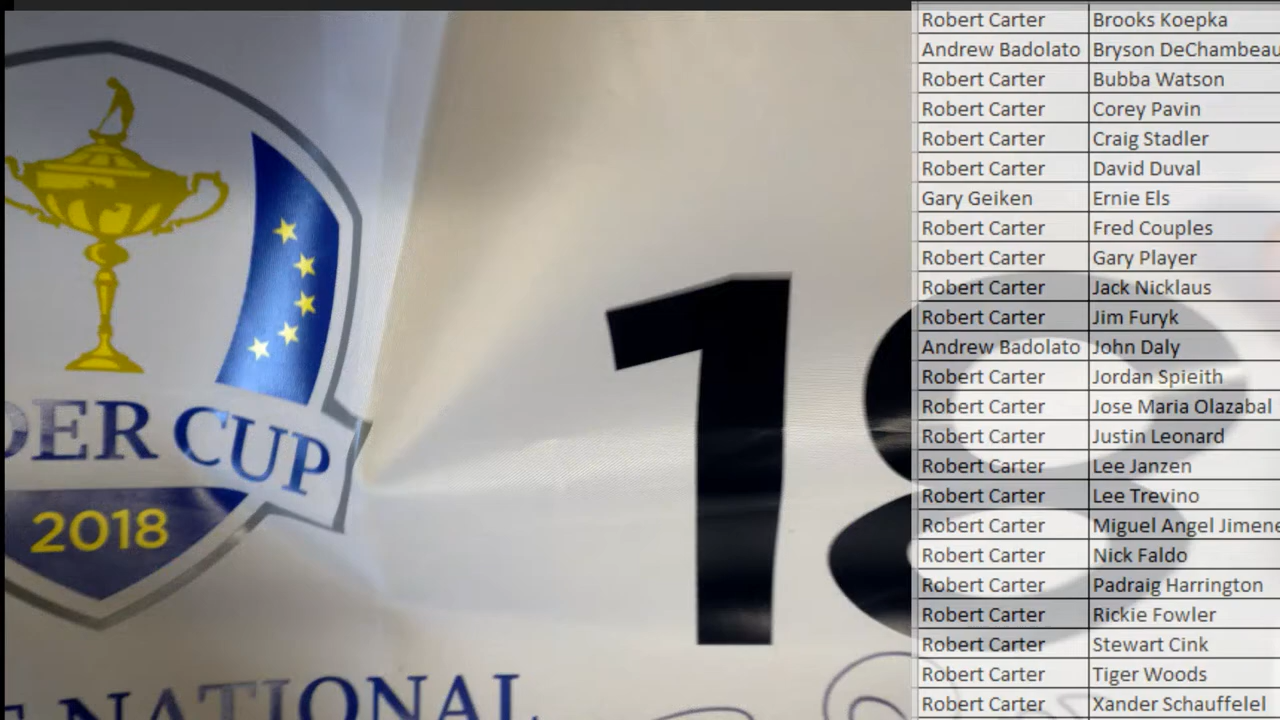 DER CUP
2018
E NATIONAL
18
Robert Carter Brooks Koepka
Andrew Badolato Bryson DeChambeau
Robert Carter Bubba Watson
Robert Carter Corey Pavin
Robert Carter Craig Stadler
Robert Carter David Duval
Gary Geiken Ernie Els
Robert Carter Fred Couples
Robert Carter Gary Player
Robert Carter Jack Nicklaus
Robert Carter Jim Furyk
Andrew Badolato John Daly
Robert Carter Jordan Spieith
Robert Carter Jose Maria Olazabal
Robert Carter Justin Leonard
Robert Carter Lee Janzen
Robert Carter Lee Trevino
Robert Carter Miguel Angel Jimene
Robert Carter Nick Faldo
Robert Carter Padraig Harrington
Robert Carter Rickie Fowler
Robert Carter Stewart Cink
Robert Carter Tiger Woods
Robert Carter Xander Schauffelel